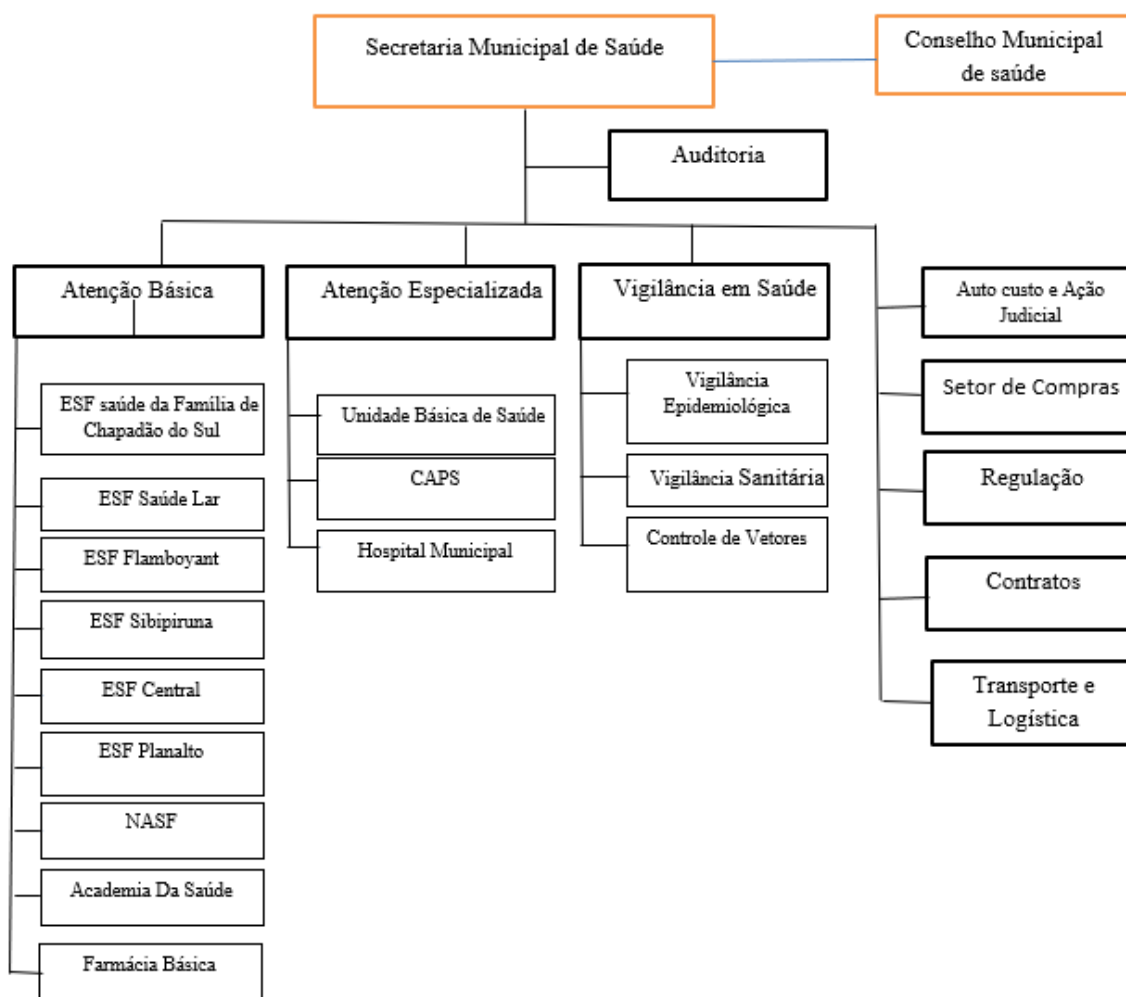 Secretaria Municipal de Saúde
Conselho Municipal
de saúde
Auditoria
Atenção Básica
ESF saúde da Família de
Chapadão do Sul
ESF Saúde Lar
ESF Flamboyant
ESF Sibipiruna
ESF Central
ESF Planalto
NASF
Academia Da Saúde
Farmácia Básica
Atenção Especializada
Unidade Básica de Saúde
CAPS
Hospital Municipal
Vigilância em Saúde
Vigilância
Epidemiológica
Vigilância Sanitária
Controle de Vetores
Auto custo e Ação
Judicial
Setor de Compras
Regulação
Contratos
Transporte e
Logística